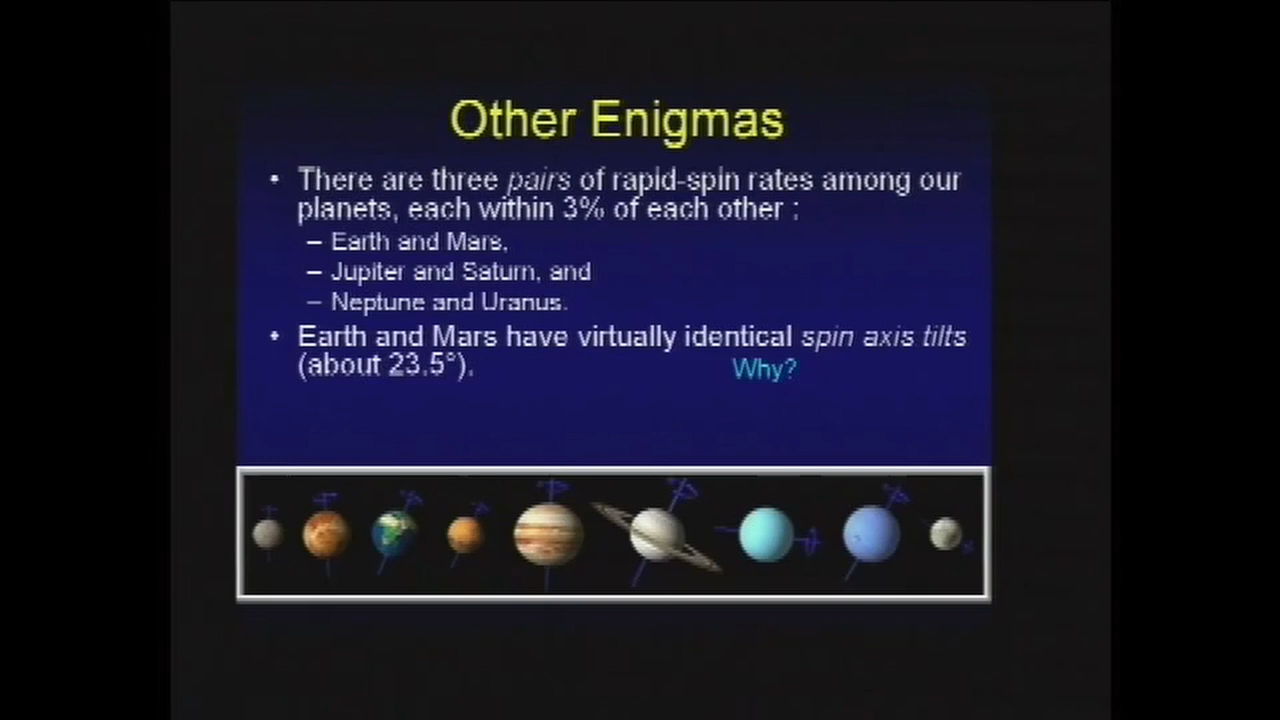 Other Enigmas
• There are three pairs of rapid-spin rates among our
planets, each within 3% of each other :
– Earth and Mars,
– Jupiter and Saturn, and
– Neptune and Uranus.
• Earth and Mars have virtually identical spin axis tilts
(about 23.5°).
Why?